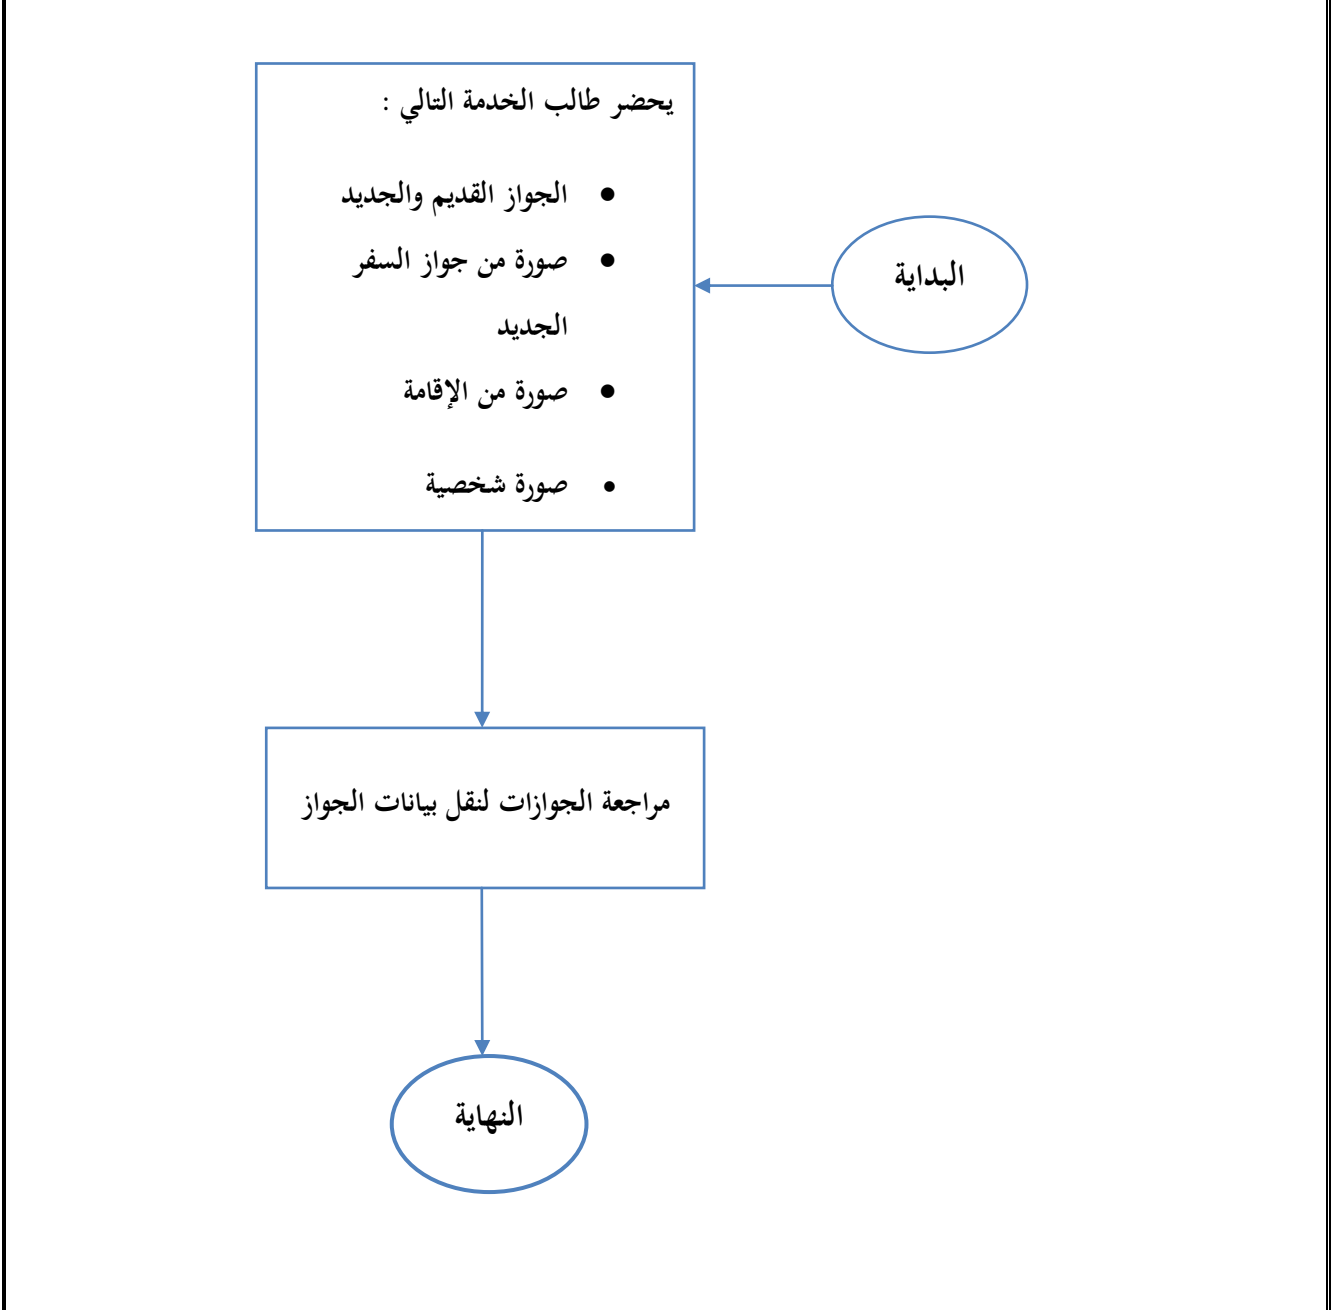 البداية
يحضر طالب الخدمة التالي :
● الجواز القديم والجديد
● صورة من جواز السفر
الجديد
● صورة من الإقامة
● صورة شخصية
مراجعة الجوازات لنقل بيانات الجواز
النهاية